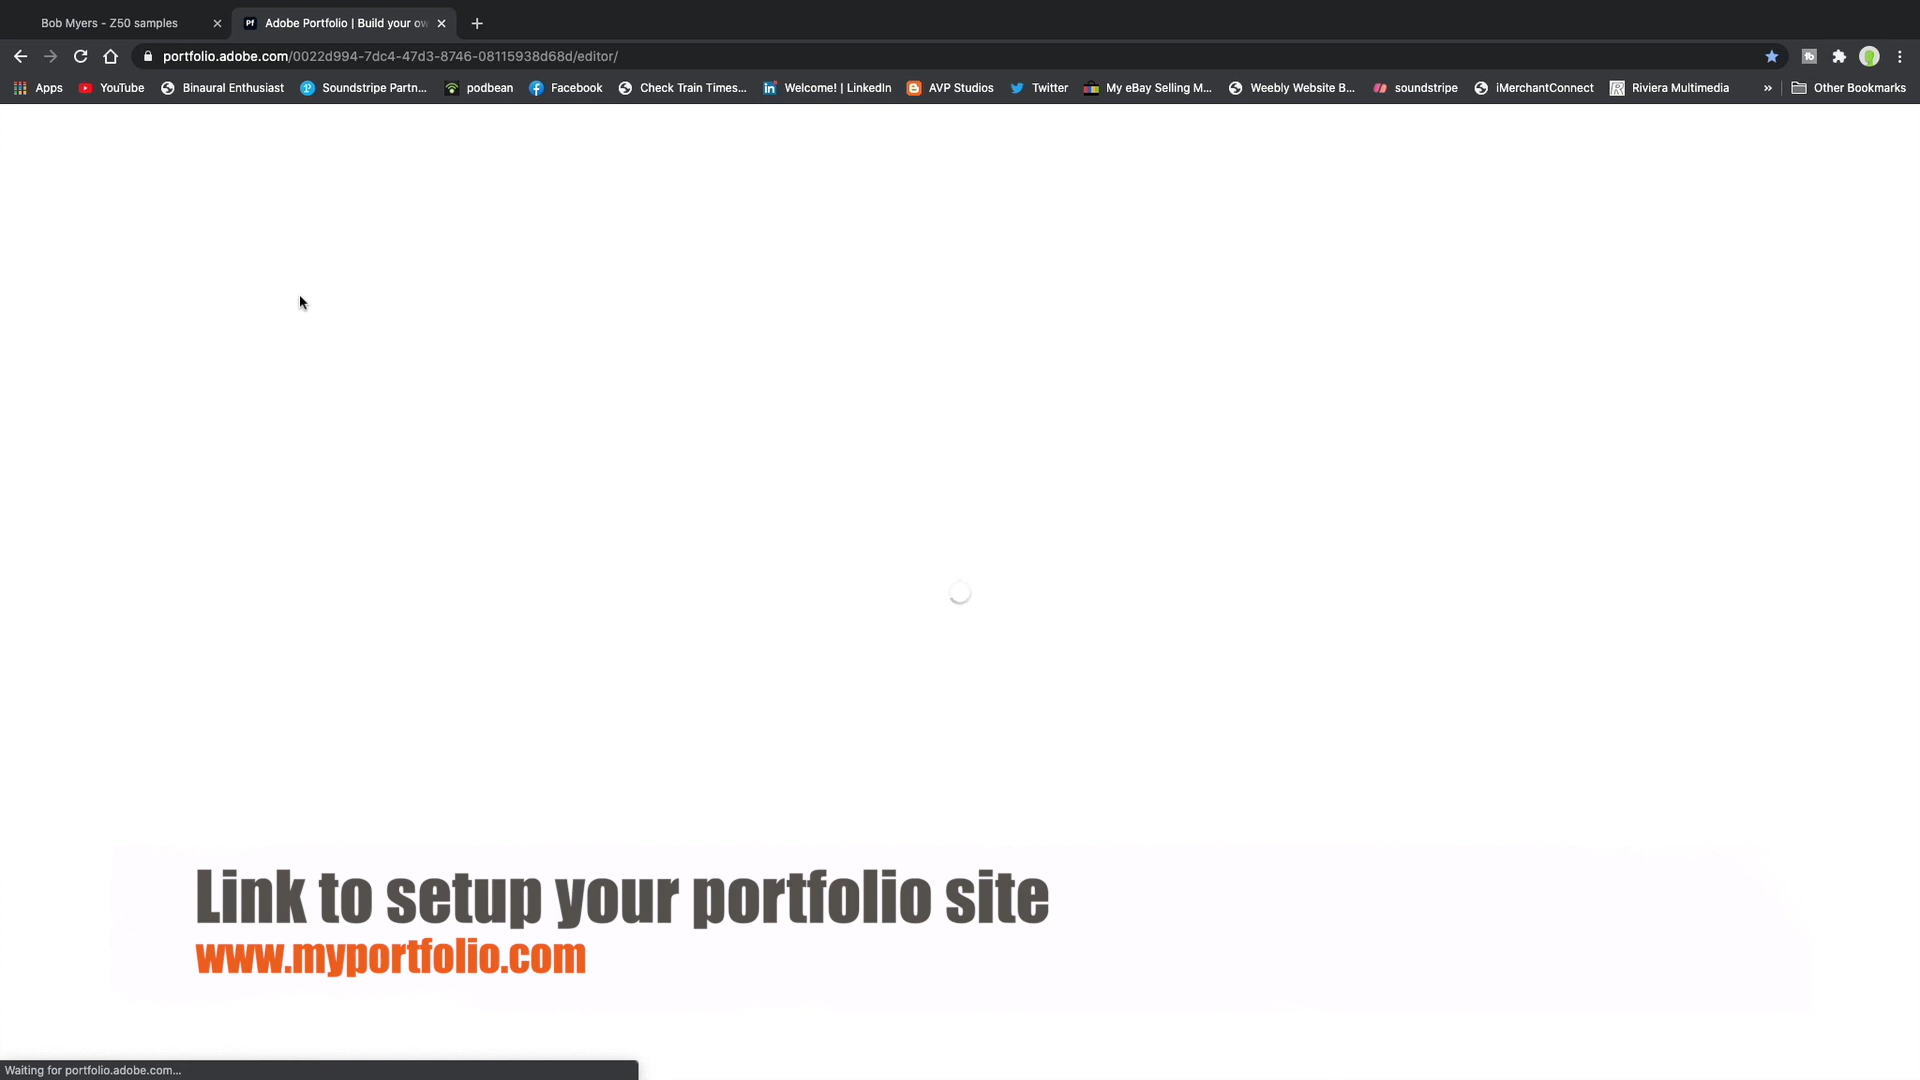 Bob Myers - Z50 samples
Adobe Portfolio | Build your ow
portfolio.adobe.com/0022d994-7dc4-47d3-8746-08115938d68d/editor/
Apps YouTube Binaural Enthusiast Soundstripe Partn... podbean Facebook Check Train Times... Welcome! | LinkedIn AVP Studios Twitter My eBay Selling M... Weebly Website B... soundstripe iMerchantConnect Riviera Multimedia » Other Bookmarks
Link to setup your portfolio site
www.myportfolio.com
Waiting for portfolio.adobe.com...